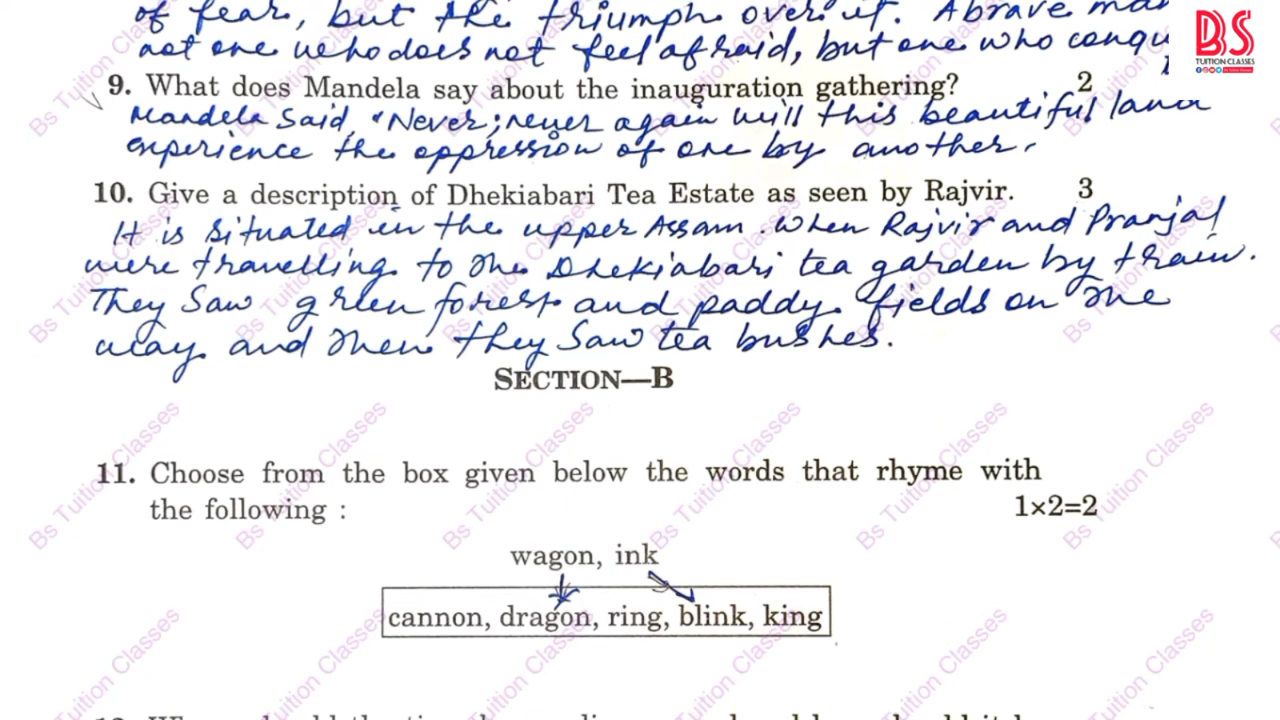 of fear, but the triumph over it. A brave man
not one who does not feel afraid, but one who conqu
BS
TUITION CLASSES
9. What does Mandela say about the inauguration gathering? 2
Mandela Said, "Never, never again will this beautiful land
experience the oppression of one by another.
10. Give a description of Dhekiabari Tea Estate as seen by Rajvir. 3
It is situated in the upper Assam. When Rajvir and Pranjal
were travelling to the Dhekiabari tea garden by train.
They Saw green forest and paddy fields on the
way and then they Saw tea bushes.
SECTION—B
11. Choose from the box given below the words that rhyme with
the following : 1×2=2
wagon, ink
cannon, dragon, ring, blink, king
Bs Tuition Classes